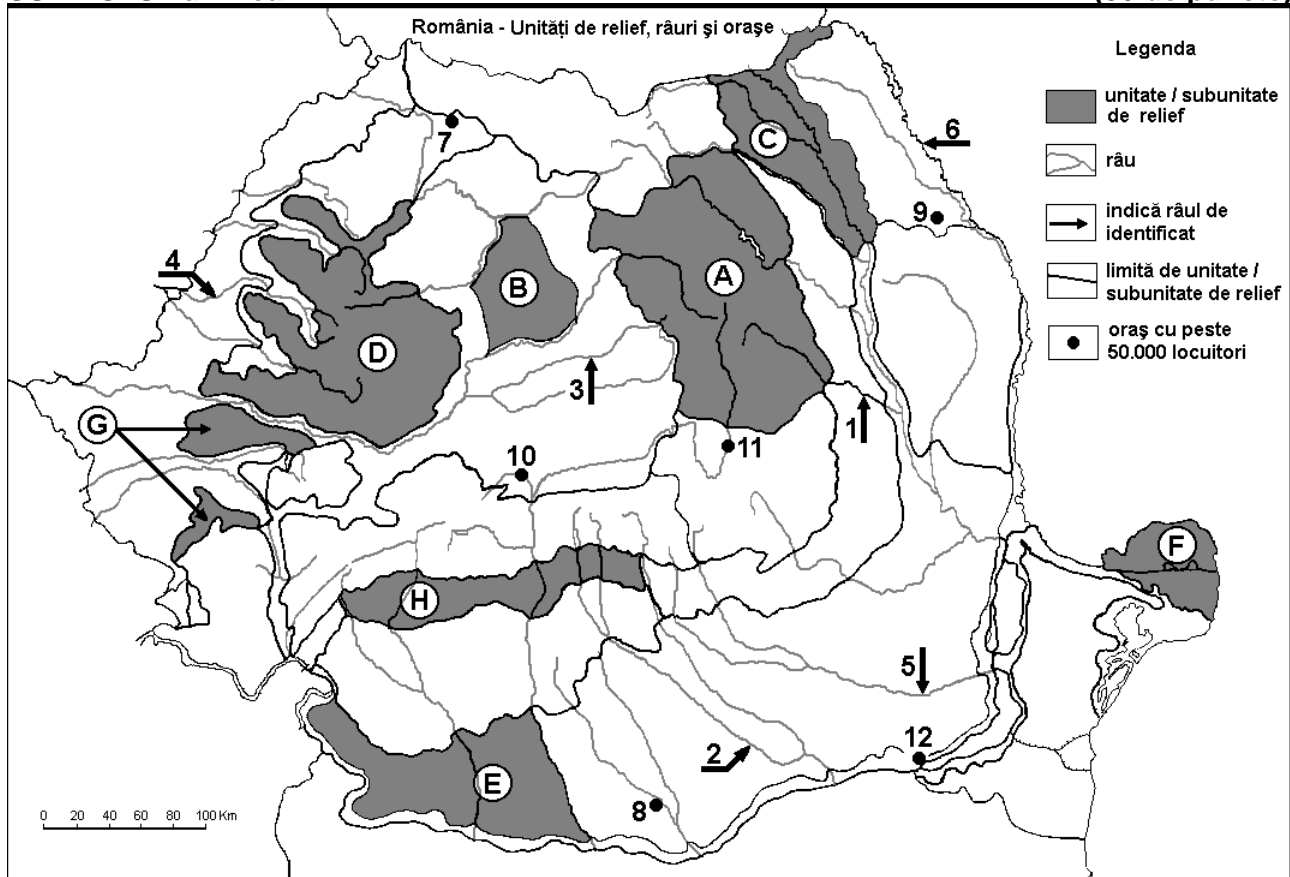 România - Unităţi de relief, râuri şi oraşe
Legenda
unitate / subunitate
de relief
râu
indică râul de
identificat
limită de unitate /
subunitate de relief
oraş cu peste
50.000 locuitori
7
C
6
9
4
A
B
D
3
G
1
11
10
F
H
5
12
2
E
8
0 20 40 60 80 100 Km